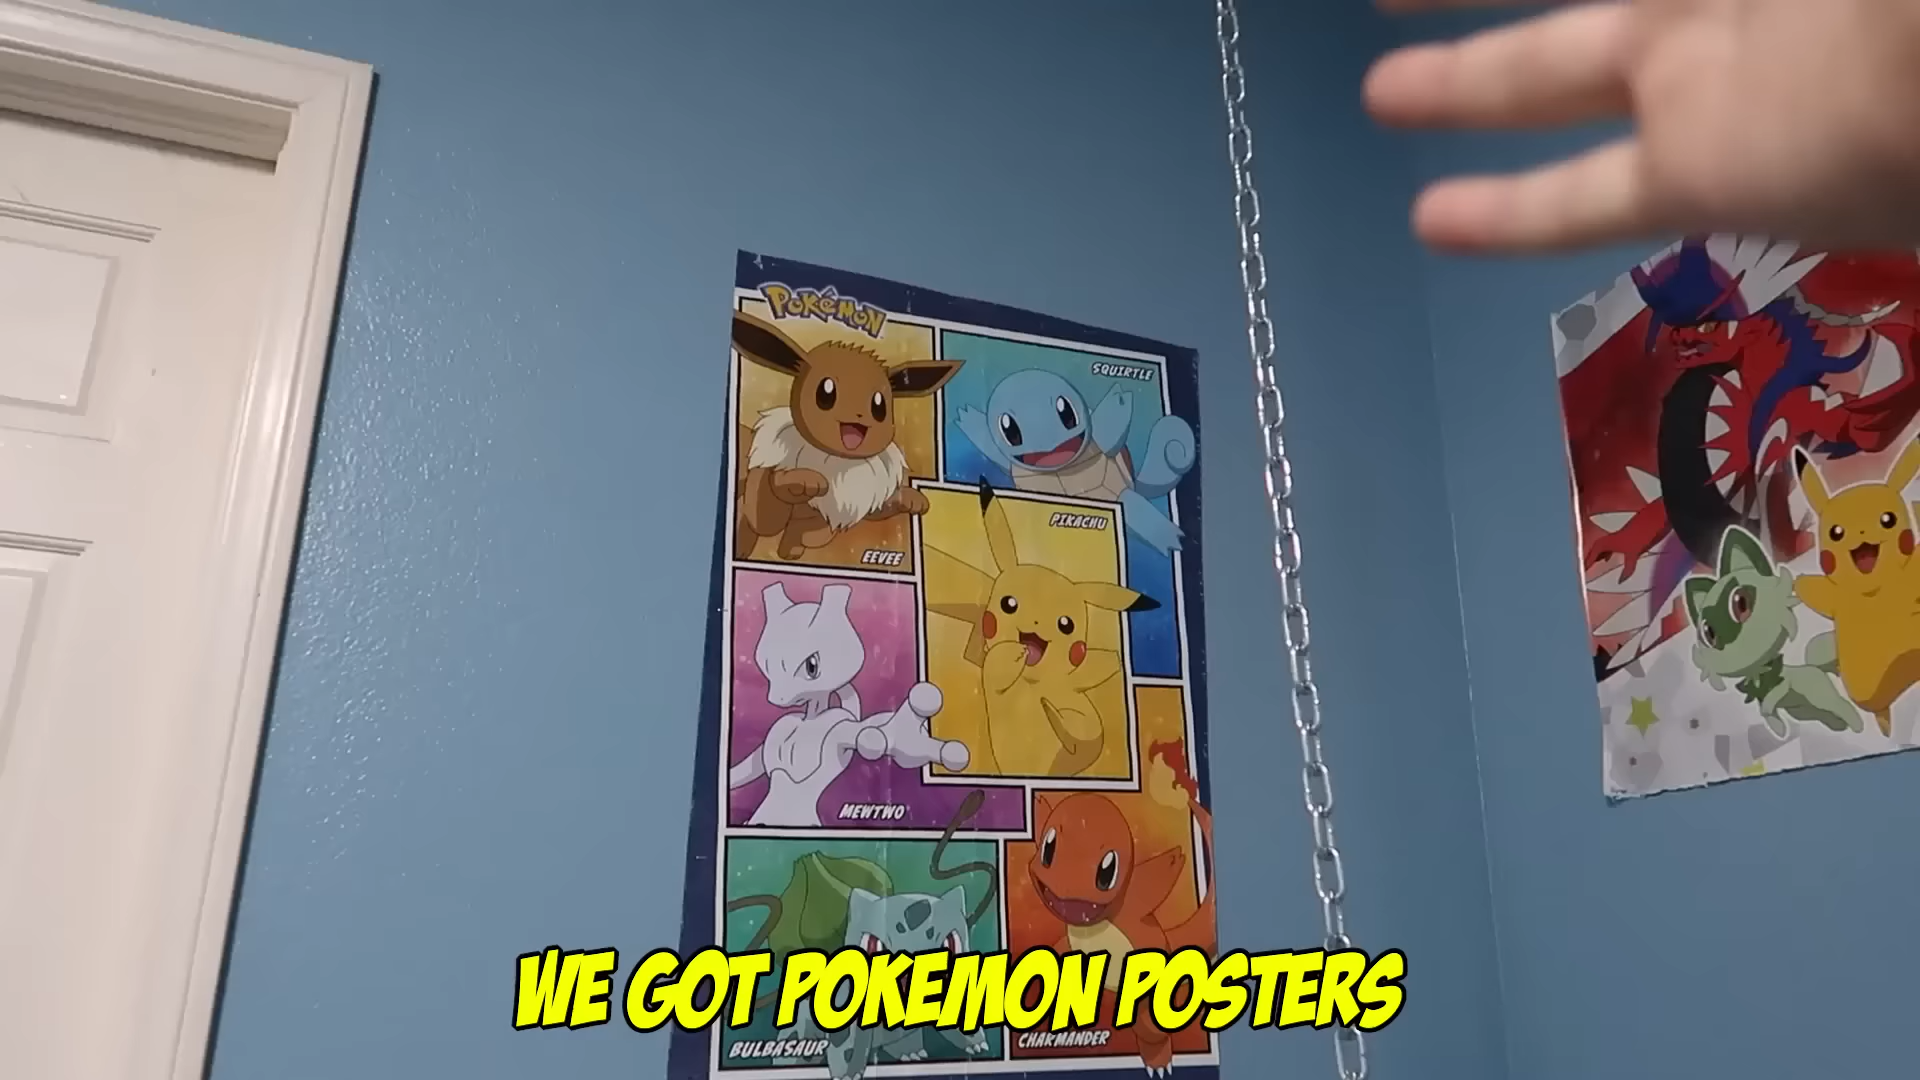 POKéMON
SQUIRTLE
PIKACHU
EEVEE
MEWTWO
WE GOT POKEMON POSTERS
BULBASAUR
CHARMANDER